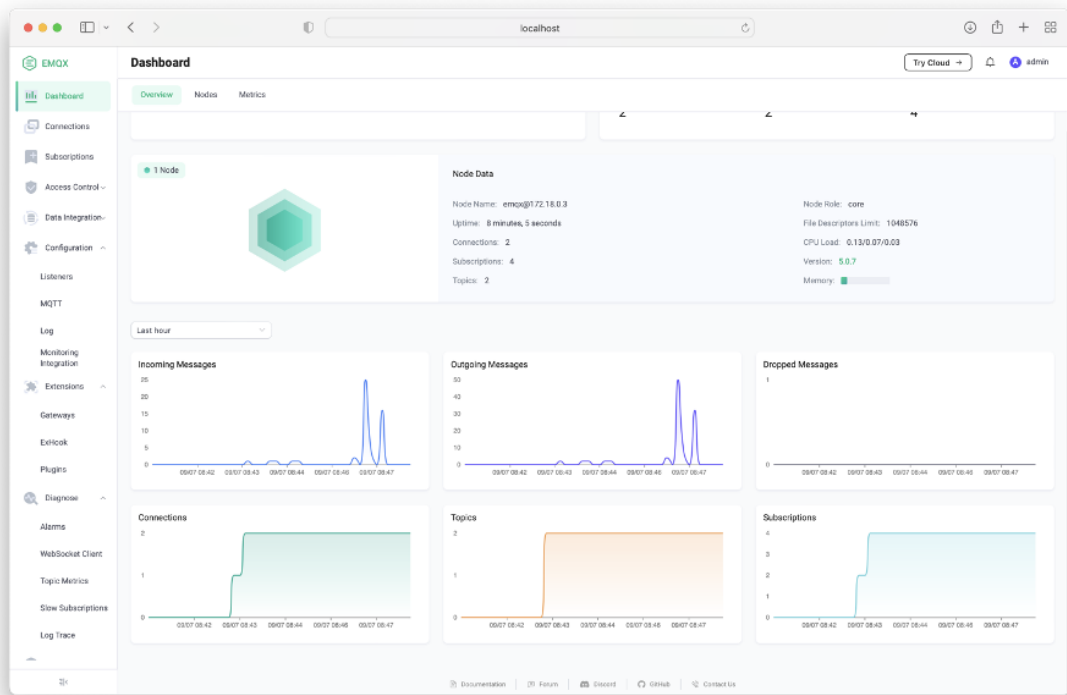 localhost
EMQX
Dashboard
Try Cloud →
admin
Dashboard
Connections
Subscriptions
Access Control
Data Integration
Configuration
Listeners
MQTT
Log
Monitoring
Integration
Extensions
Gateways
ExHook
Plugins
Diagnose
Alarms
WebSocket Client
Topic Metrics
Slow Subscriptions
Log Trace
Overview Nodes Metrics
1 Node
Node Data
Node Name: emqx@172.18.0.3
Node Role: core
Uptime: 8 minutes, 5 seconds
File Descriptors Limit: 1048576
Connections: 2
CPU Load: 0.13/0.07/0.03
Subscriptions: 4
Version: 5.0.7
Topics: 2
Memory:
Last hour
Incoming Messages
25
20
15
10
5
0
09/07 08:42 09/07 08:43 09/07 08:44 09/07 08:46 09/07 08:47
Outgoing Messages
50
40
30
20
10
0
09/07 08:42 09/07 08:43 09/07 08:44 09/07 08:46 09/07 08:47
Dropped Messages
1
0
09/07 08:42 09/07 08:43 09/07 08:44 09/07 08:46 09/07 08:47
Connections
2
1
0
09/07 08:42 09/07 08:43 09/07 08:44 09/07 08:46 09/07 08:47
Topics
2
1
0
09/07 08:42 09/07 08:43 09/07 08:44 09/07 08:46 09/07 08:47
Subscriptions
4
3
2
1
0
09/07 08:42 09/07 08:43 09/07 08:44 09/07 08:46 09/07 08:47
Documentation Forum Discord GitHub Contact Us